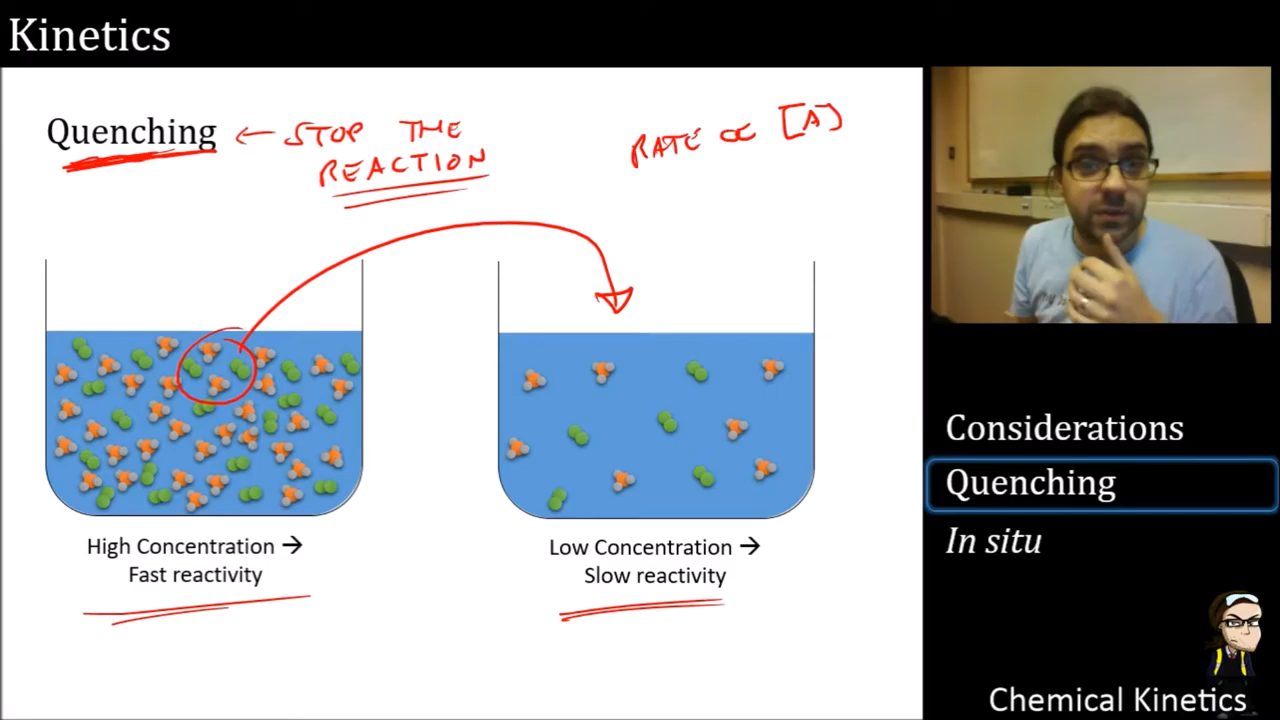 Kinetics
Quenching ← STOP THE
REACTION
RATE ∝ [A]
High Concentration →
Fast reactivity
Low Concentration →
Slow reactivity
Considerations
Quenching
In situ
Chemical Kinetics